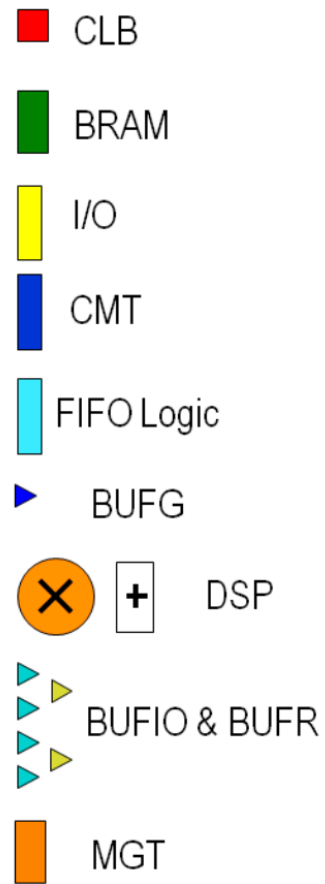 CLB
BRAM
I/O
CMT
FIFO Logic
BUFG
+ DSP
BUFIO & BUFR
MGT